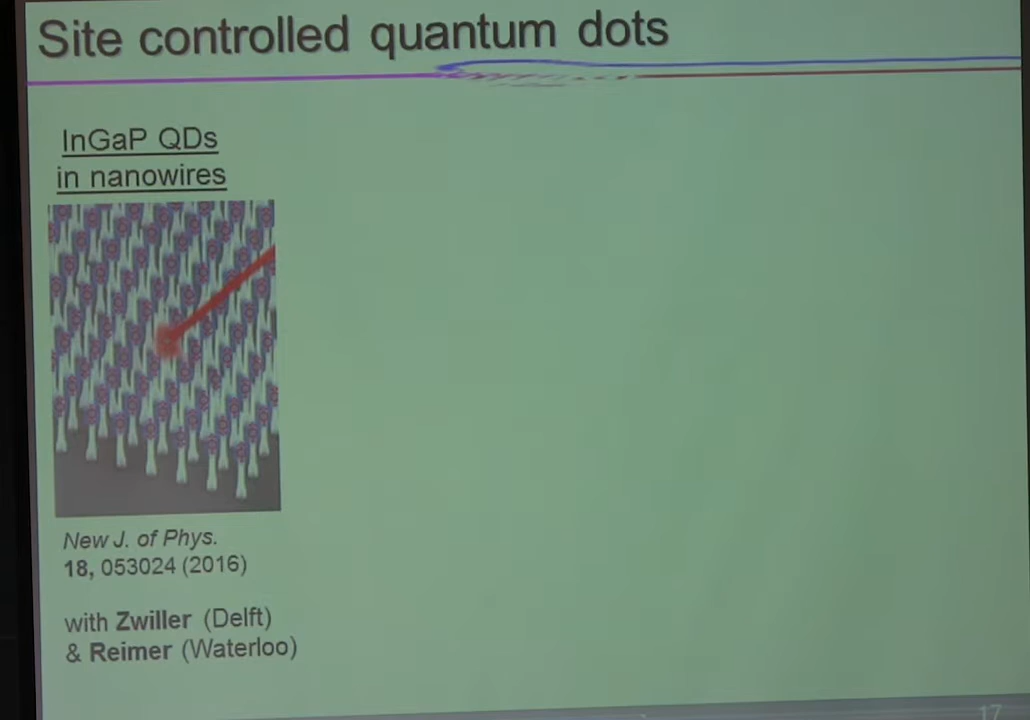 Site controlled quantum dots
InGaP QDs
in nanowires
New J. of Phys.
18, 053024 (2016)
with Zwiller (Delft)
& Reimer (Waterloo)
17